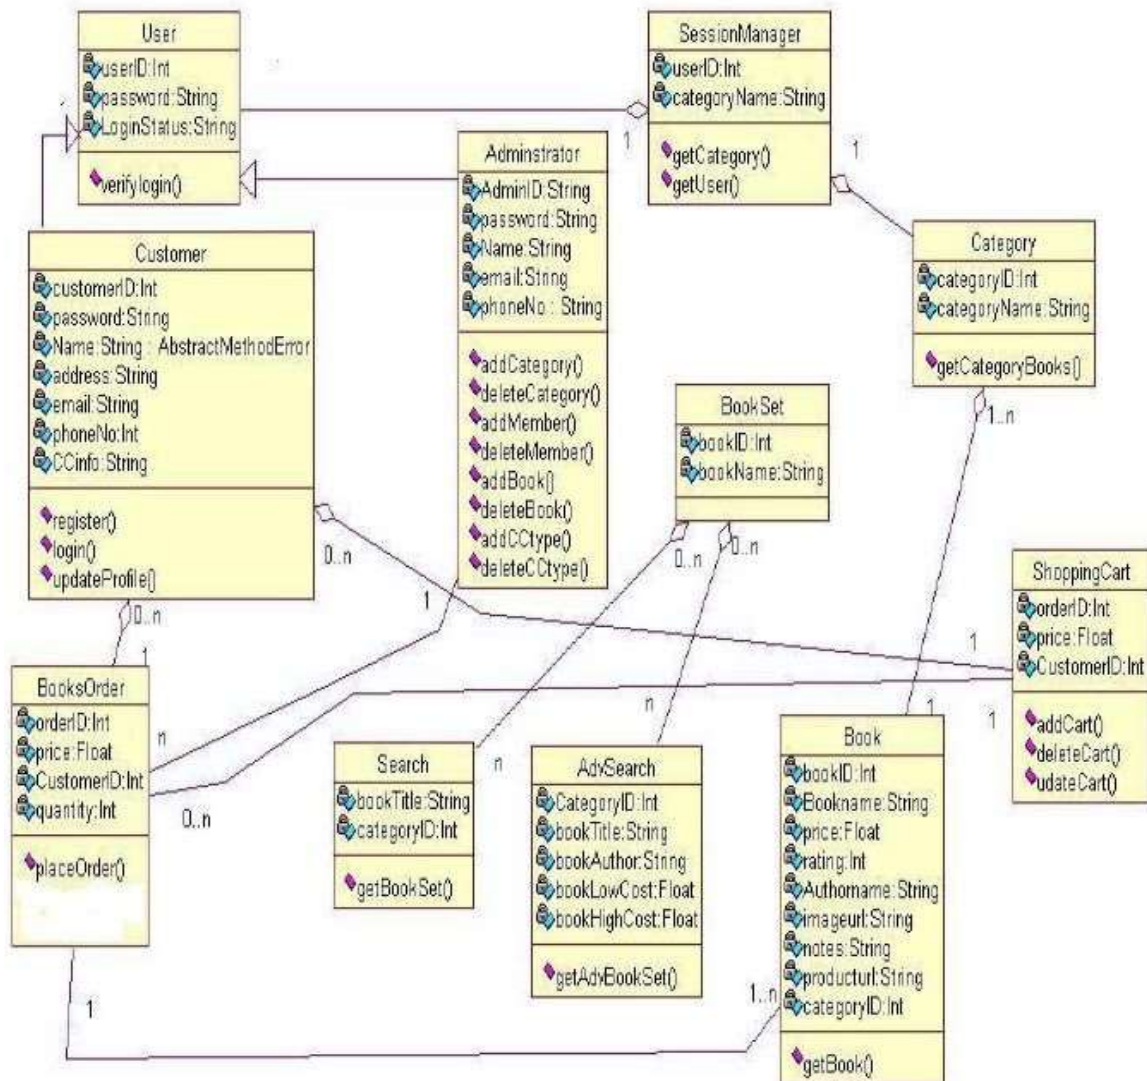 User
userID:Int
password:String
LoginStatus:String
verifylogin()
SessionManager
userID:Int
categoryName:String
getCategory()
getUser()
1
1
Adminstrator
AdminID:String
password:String
Name:String
email:String
phoneNo : String
addCategory()
deleteCategory()
addMember()
deleteMember()
addBook()
deleteBook()
addCCtype()
deleteCCtype()
Customer
customerID:Int
password:String
Name:String : AbstractMethodError
address:String
email:String
phoneNo:Int
CCinfo:String
register()
login()
updateProfile()
Category
categoryID:Int
categoryName:String
getCategoryBooks()
1..n
BookSet
bookID:Int
bookName:String
0..n
0..n
0..n
0..n
1
1
ShoppingCart
orderID:Int
price:Float
CustomerID:Int
addCart()
deleteCart()
udateCart()
1
1
BooksOrder
orderID:Int
price:Float
CustomerID:Int
quantity:Int
placeOrder()
n
0..n
1
Search
bookTitle:String
categoryID:Int
getBookSet()
n
AdvSearch
CategoryID:Int
bookTitle:String
bookAuthor:String
bookLowCost:Float
bookHighCost:Float
getAdvBookSet()
n
1
Book
bookID:Int
Bookname:String
price:Float
rating:Int
Authorname:String
imageurl:String
notes:String
producturl:String
categoryID:Int
getBook()
1..n